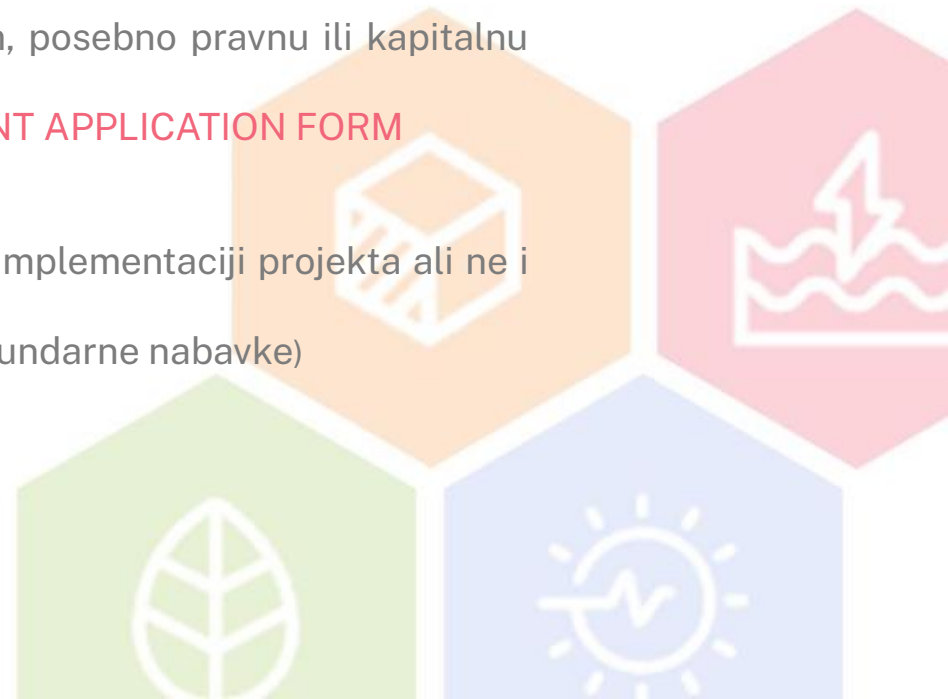 , posebno pravnu ili kapitalnu
NT APPLICATION FORM
mplementaciji projekta ali ne i
undarne nabavke)